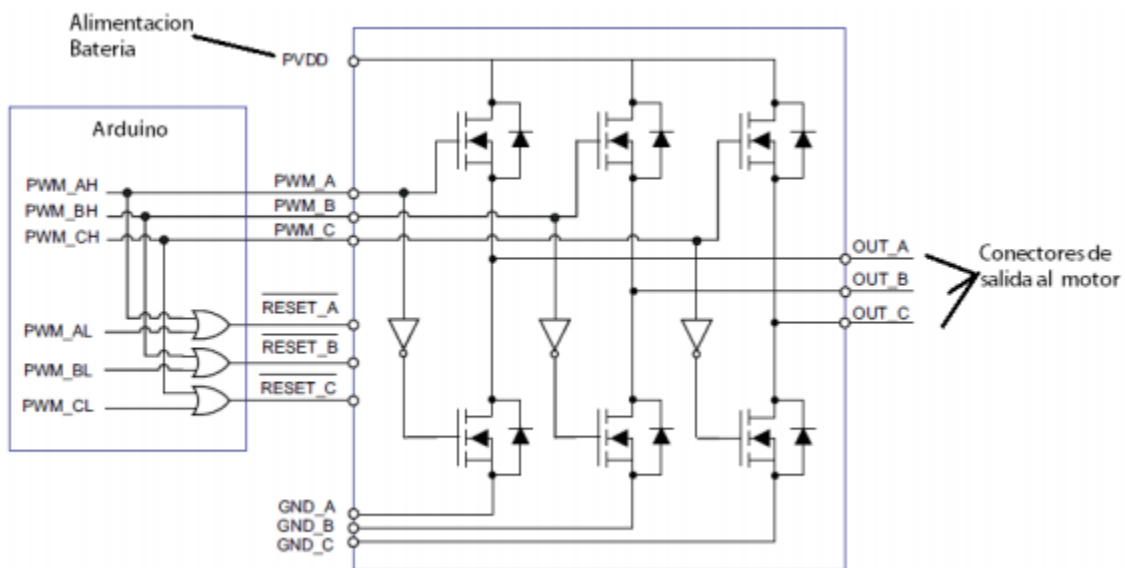 Alimentacion
Bateria
PVDD
Arduino
PWM_AH
PWM_BH
PWM_CH
PWM_AL
PWM_BL
PWM_CL
PWM_A
PWM_B
PWM_C
RESET_A
RESET_B
RESET_C
GND_A
GND_B
GND_C
OUT_A
OUT_B
OUT_C
Conectores de
salida al motor